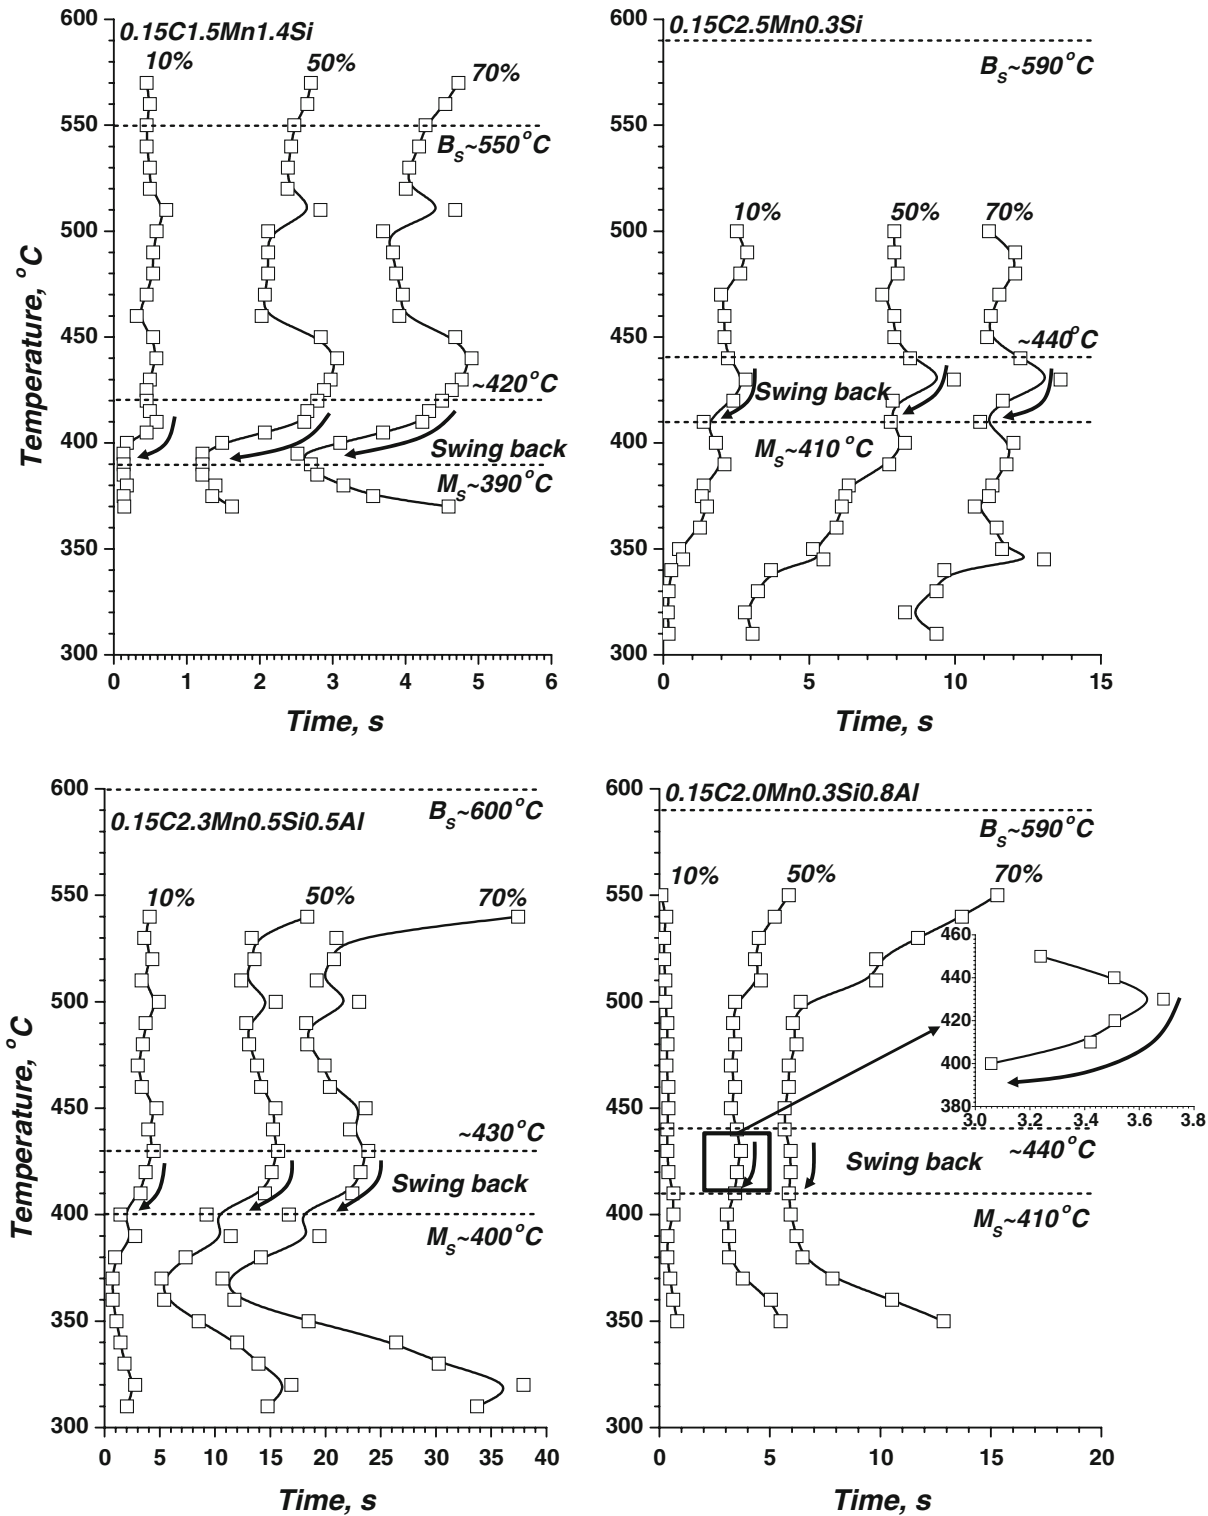 0.15C1.5Mn1.4Si
10%
50%
70%
B_S~550°C
~420°C
Swing back
M_S~390°C
600
550
500
450
400
350
300
0
2
4
5
6
Temperature, °C
Time, s
0.15C2.5Mn0.3Si
B_S~590°C
10%
50%
70%
~440°C
Swing back
M_S~410°C
600
550
500
450
400
350
300
0
5
10
15
Time, s
0.15C2.3Mn0.5Si0.5Al
B_S~600°C
10%
50%
70%
~430°C
Swing back
M_S~400°C
600
550
500
450
400
350
300
0
5
10
15
20
25
30
35
40
Temperature, °C
Time, s
0.15C2.0Mn0.3Si0.8Al
B_S~590°C
10%
50%
70%
460
440
420
400
380
3.0
3.2
3.4
3.6
3.8
~440°C
Swing back
M_S~410°C
600
550
500
450
400
350
300
0
5
10
15
20
Time, s